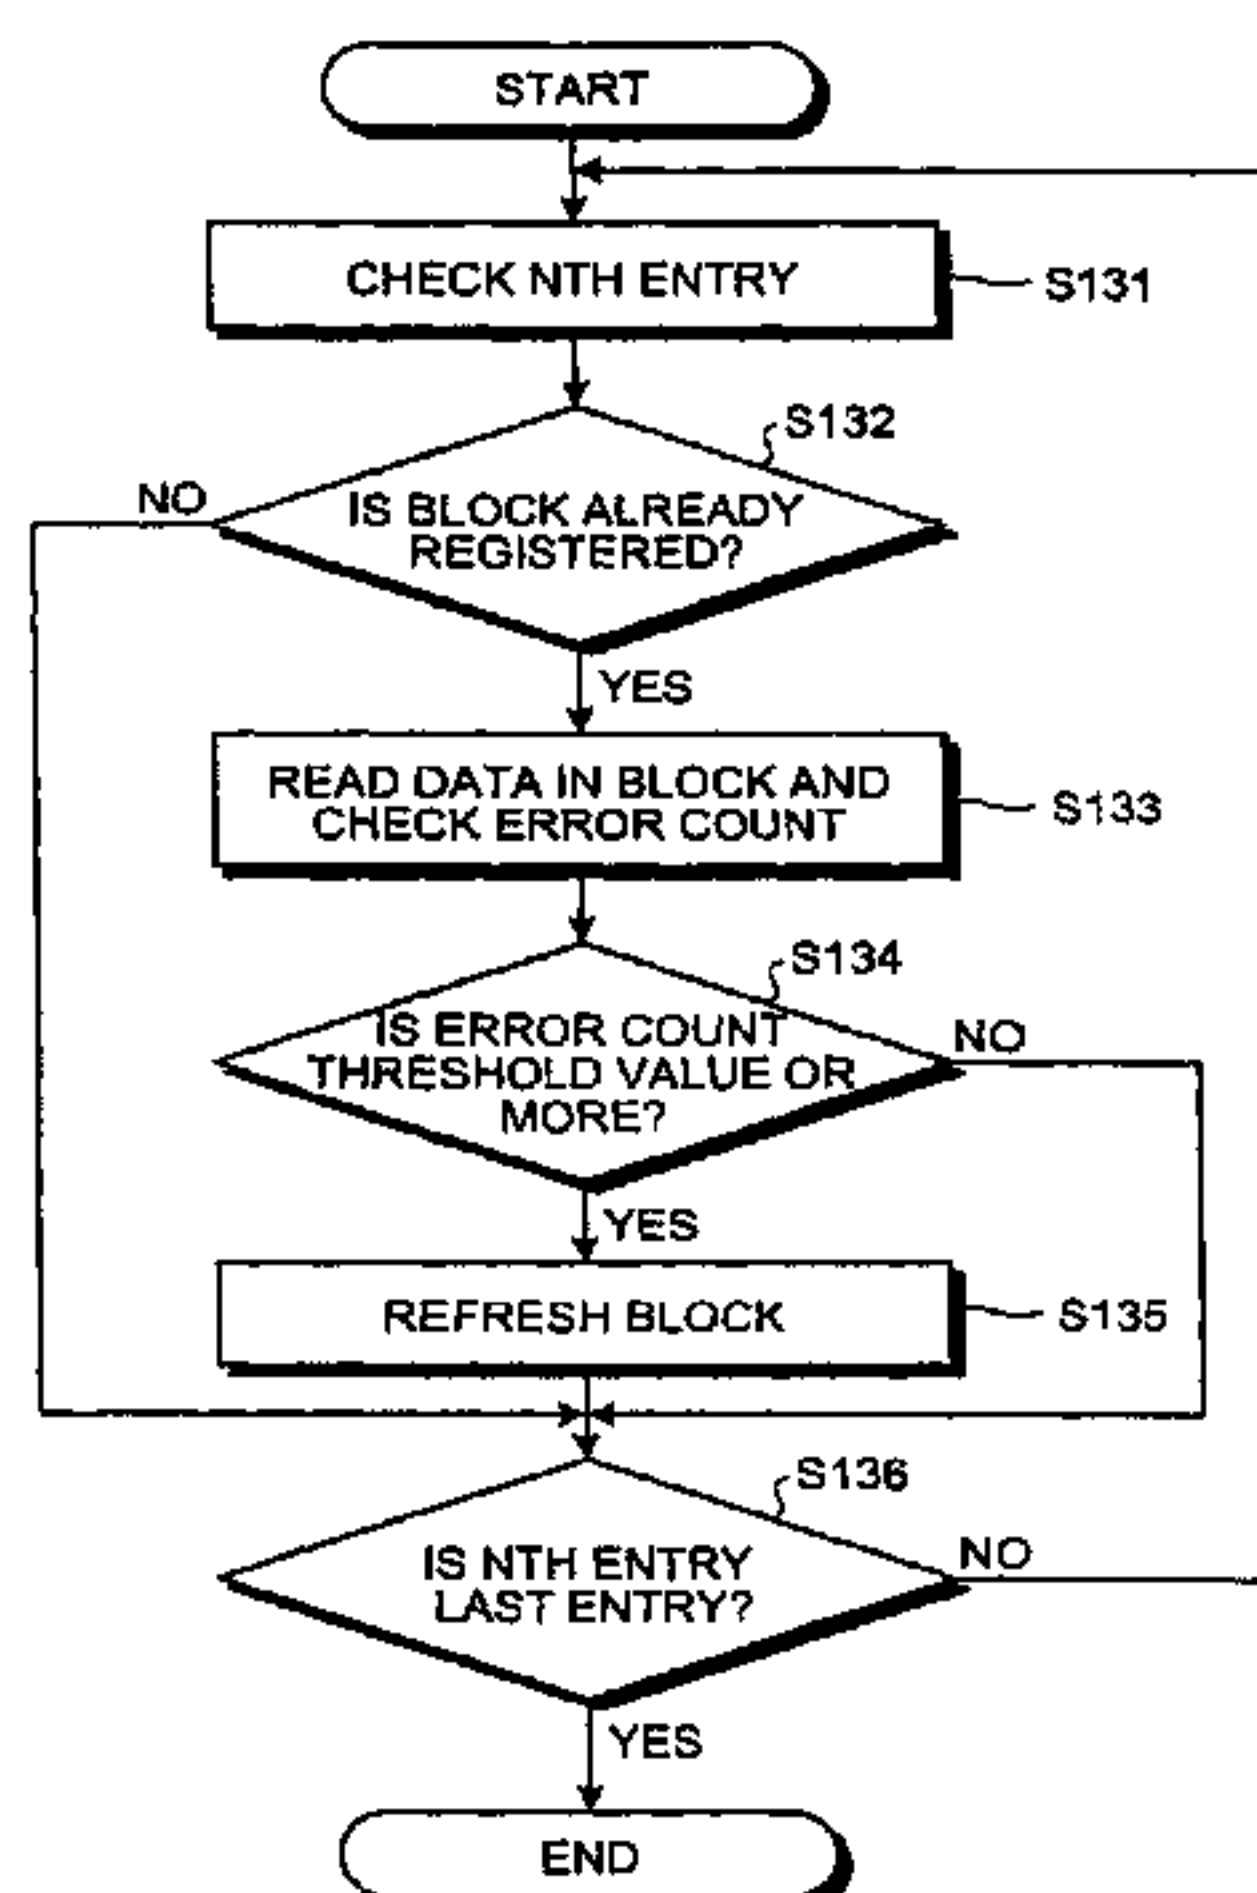 START
CHECK NTH ENTRY
S131
S132
NO
IS BLOCK ALREADY
REGISTERED?
YES
READ DATA IN BLOCK AND
CHECK ERROR COUNT
S133
S134
IS ERROR COUNT
THRESHOLD VALUE OR
MORE?
NO
YES
REFRESH BLOCK
S135
S136
IS NTH ENTRY
LAST ENTRY?
NO
YES
END